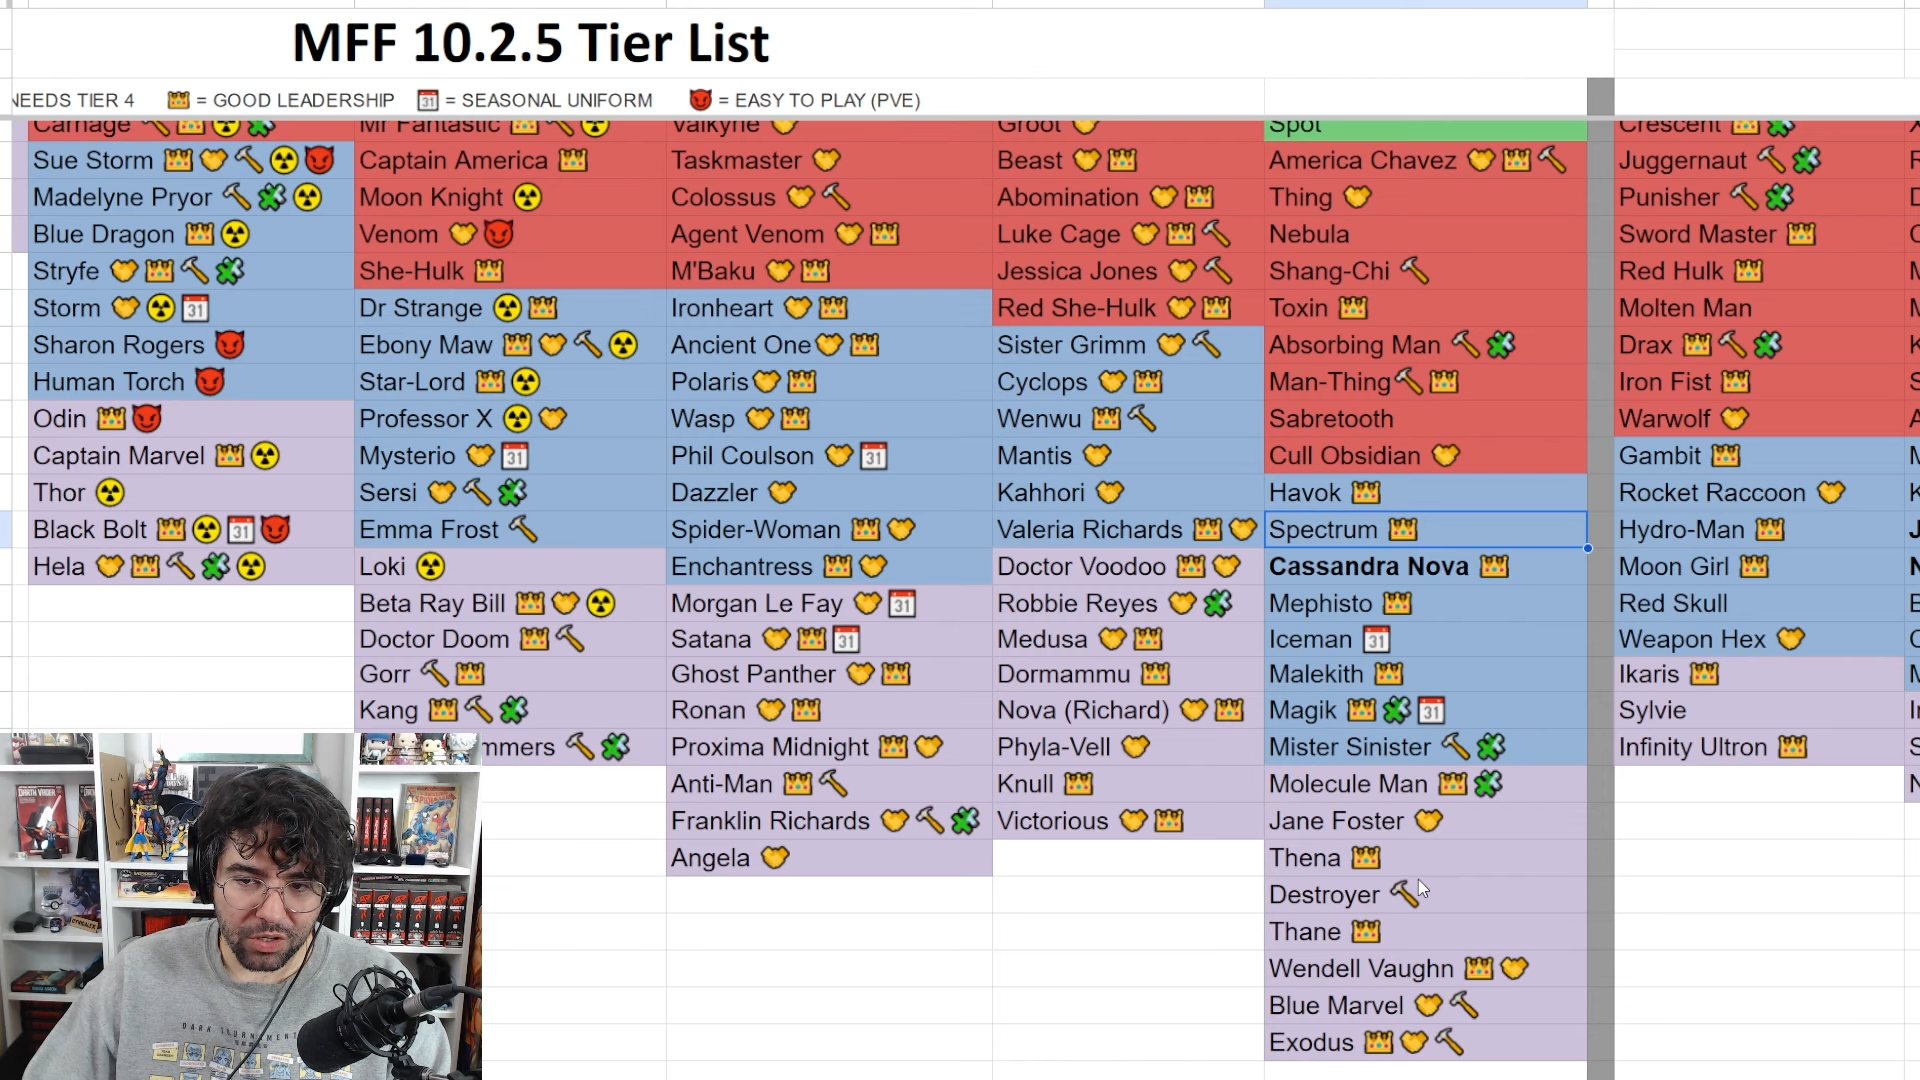 MFF 10.2.5 Tier List
NEEDS TIER 4 = GOOD LEADERSHIP = SEASONAL UNIFORM = EASY TO PLAY (PVE)
Carnage Mr Fantastic Valkyrie Groot Spot Crescent
Sue Storm Captain America Taskmaster Beast America Chavez Juggernaut
Madelyne Pryor Moon Knight Colossus Abomination Thing Punisher
Blue Dragon Venom Agent Venom Luke Cage Nebula Sword Master
Stryfe She-Hulk M'Baku Jessica Jones Shang-Chi Red Hulk
Storm Dr Strange Ironheart Red She-Hulk Toxin Molten Man
Sharon Rogers Ebony Maw Ancient One Sister Grimm Absorbing Man Drax
Human Torch Star-Lord Polaris Cyclops Man-Thing Iron Fist
Odin Professor X Wasp Wenwu Sabretooth Warwolf
Captain Marvel Mysterio Phil Coulson Mantis Cull Obsidian Gambit
Thor Sersi Dazzler Kahhori Havok Rocket Raccoon
Black Bolt Emma Frost Spider-Woman Valeria Richards Spectrum Hydro-Man
Hela Loki Enchantress Doctor Voodoo Cassandra Nova Moon Girl
Beta Ray Bill Morgan Le Fay Robbie Reyes Mephisto Red Skull
Doctor Doom Satana Medusa Iceman Weapon Hex
Gorr Ghost Panther Dormammu Malekith Ikaris
Kang Ronan Nova (Richard) Magik Sylvie
mmers Proxima Midnight Phyla-Vell Mister Sinister Infinity Ultron
Anti-Man Knull Molecule Man
Franklin Richards Victorious Jane Foster
Angela Thena
Destroyer
Thane
Wendell Vaughn
Blue Marvel
Exodus
DARTH VADER